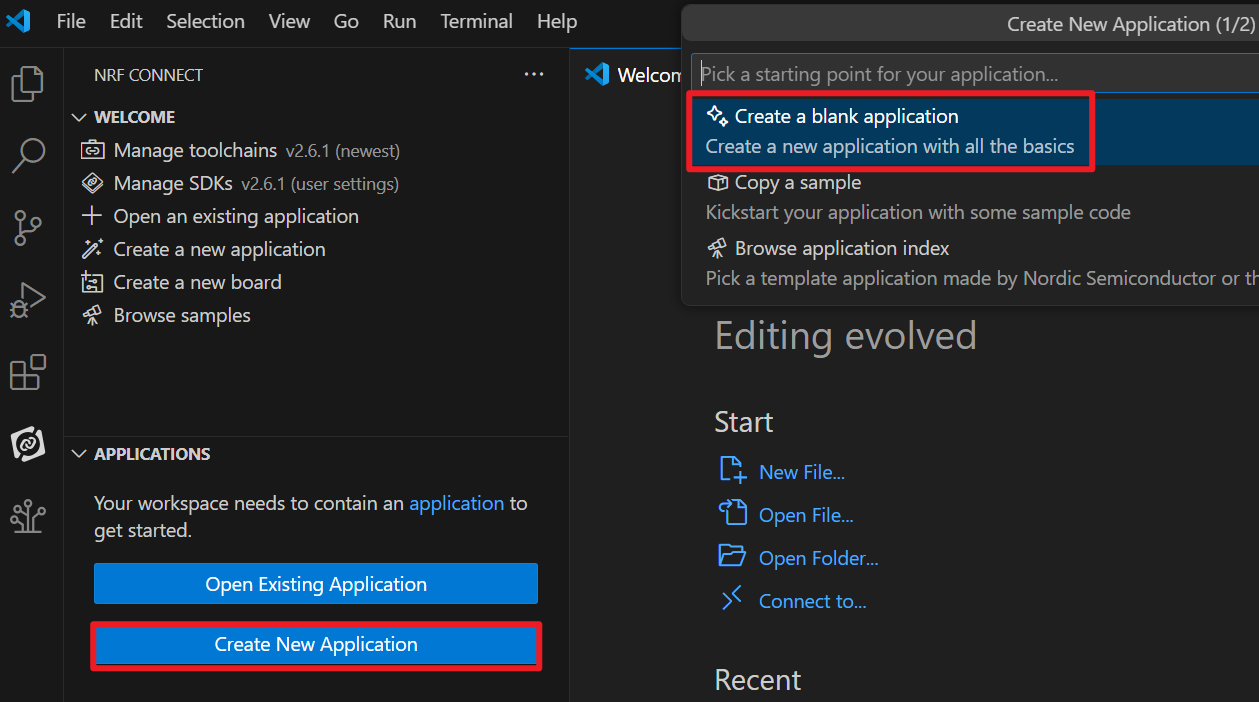 File Edit Selection View Go Run Terminal Help
NRF CONNECT
WELCOME
Manage toolchains v2.6.1 (newest)
Manage SDKs v2.6.1 (user settings)
Open an existing application
Create a new application
Create a new board
Browse samples
APPLICATIONS
Your workspace needs to contain an application to
get started.
Open Existing Application
Create New Application
Welcom
Create New Application (1/2)
Pick a starting point for your application...
Create a blank application
Create a new application with all the basics
Copy a sample
Kickstart your application with some sample code
Browse application index
Pick a template application made by Nordic Semiconductor or th
Editing evolved
Start
New File...
Open File...
Open Folder...
Connect to...
Recent